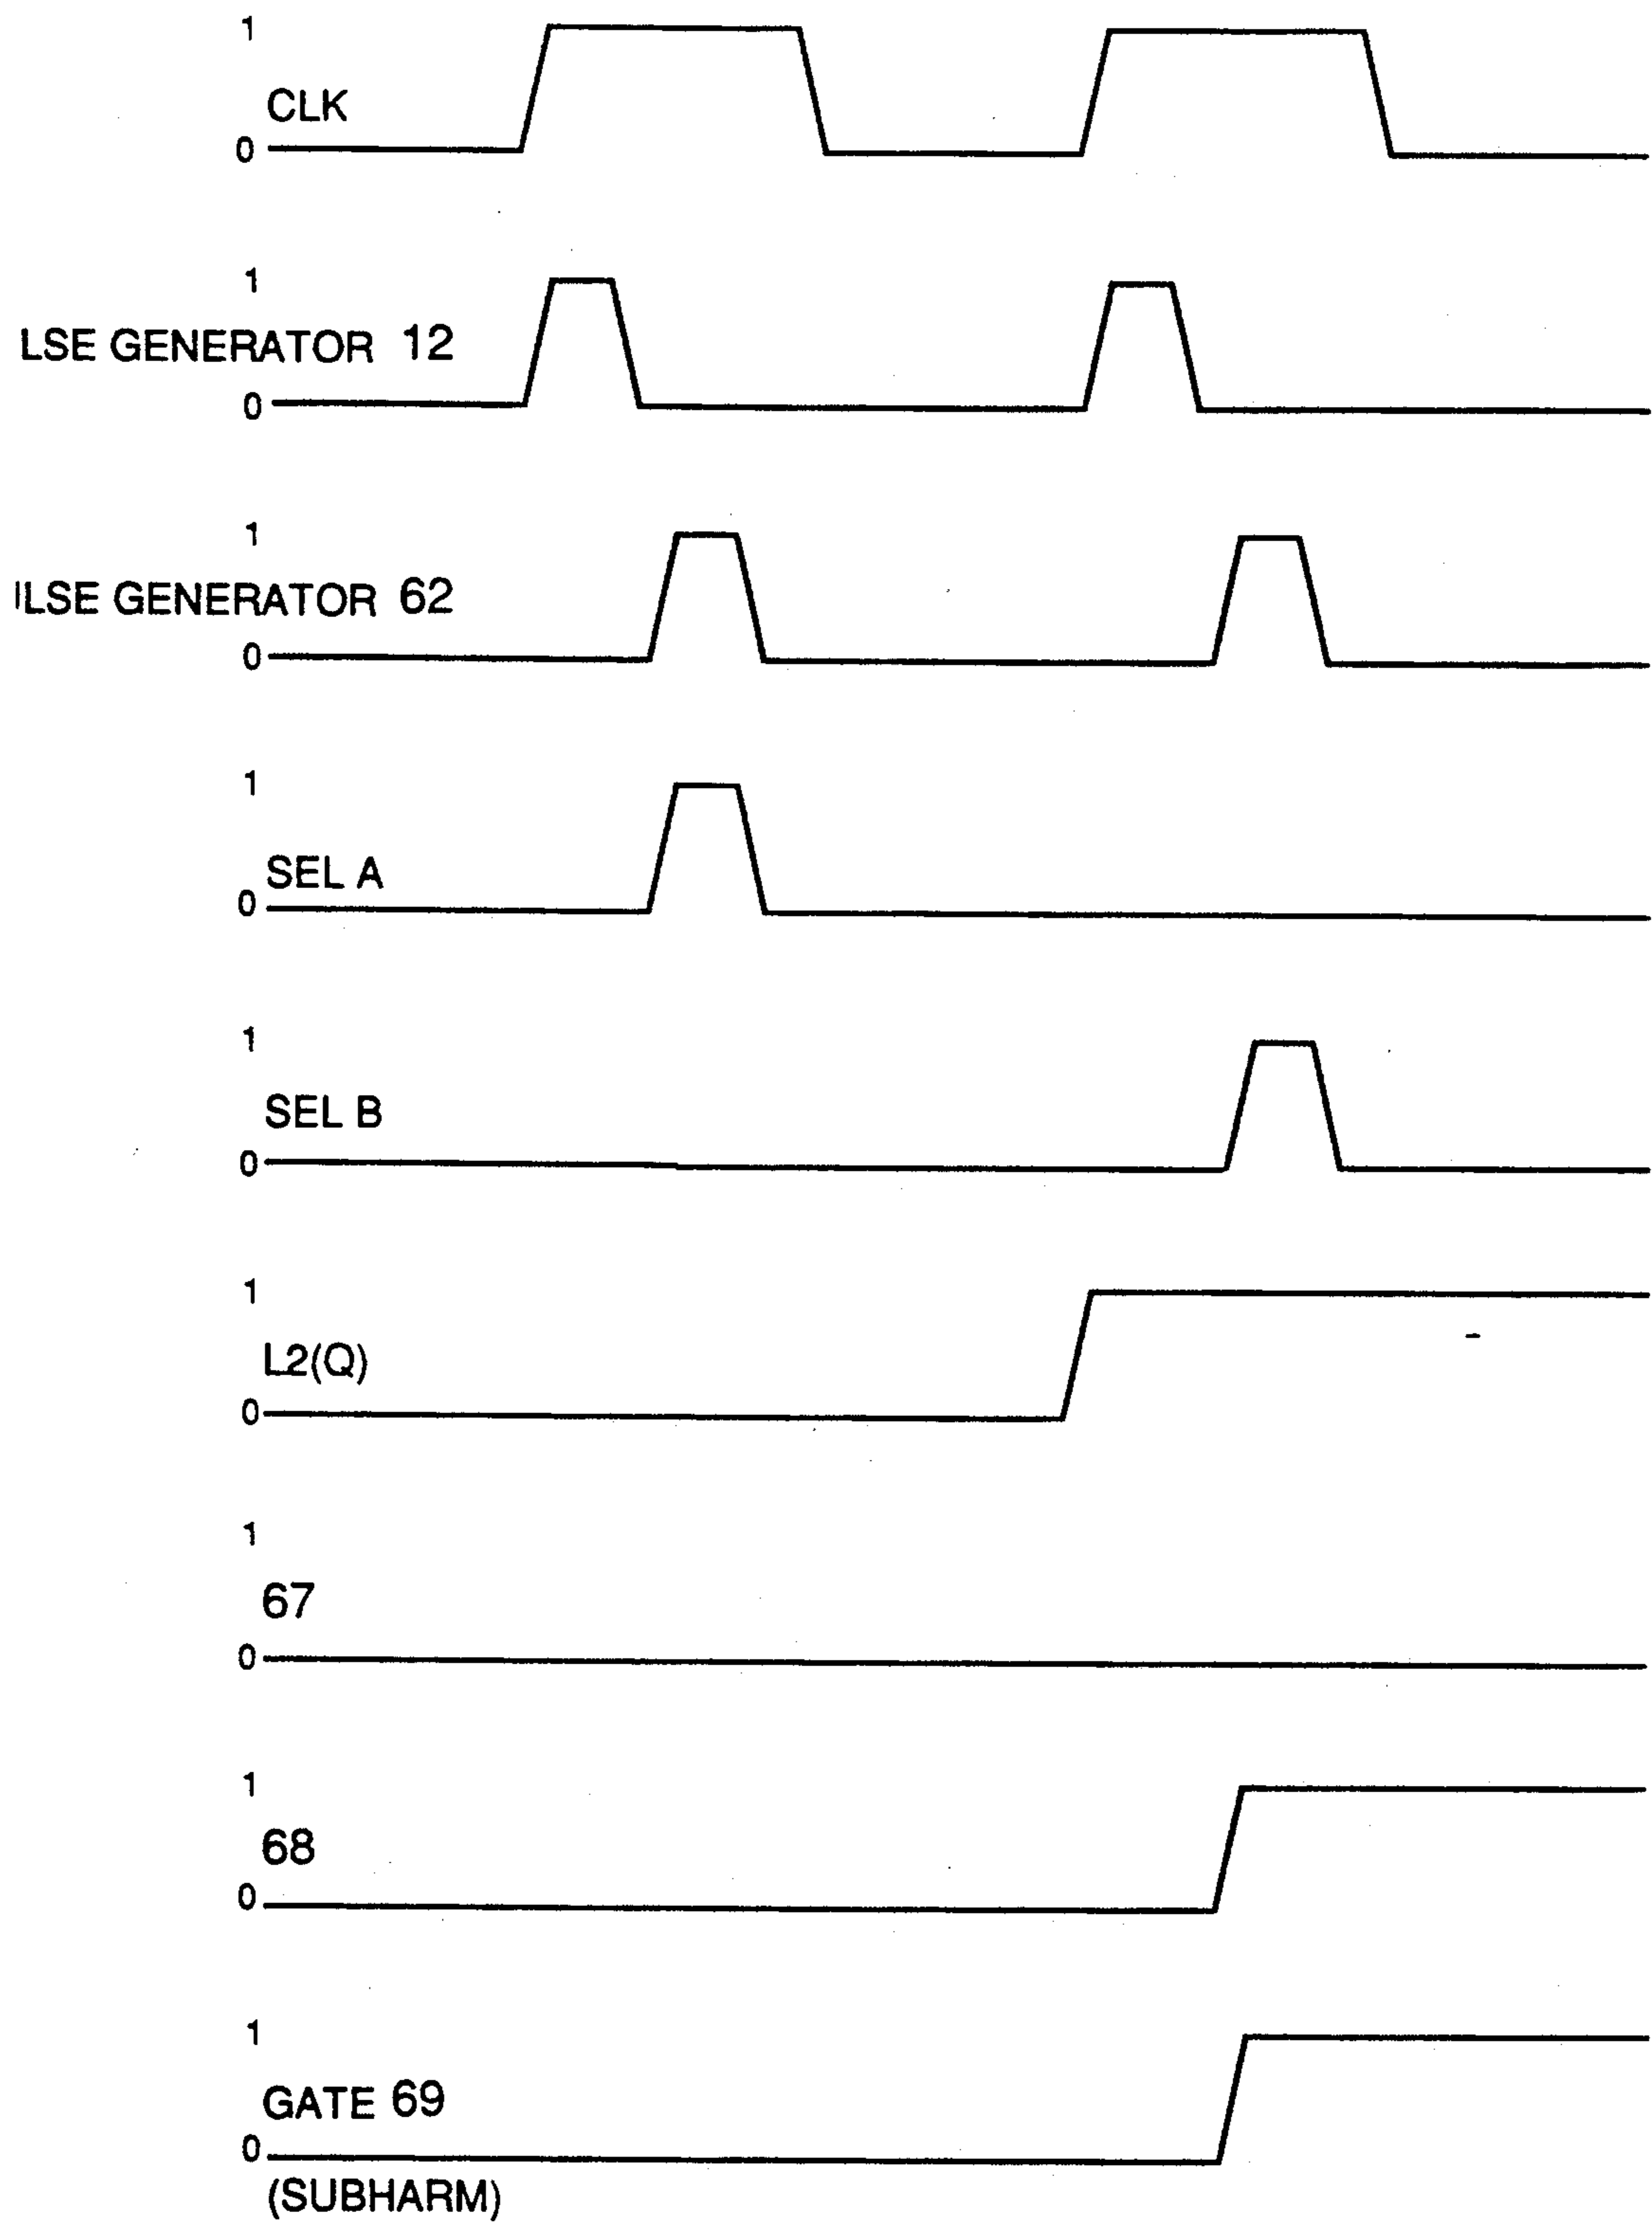 1
CLK
0
1
LSE GENERATOR 12
0
1
LSE GENERATOR 62
0
1
SEL A
0
1
SEL B
0
1
L2(Q)
0
1
67
0
1
68
0
1
GATE 69
0
(SUBHARM)